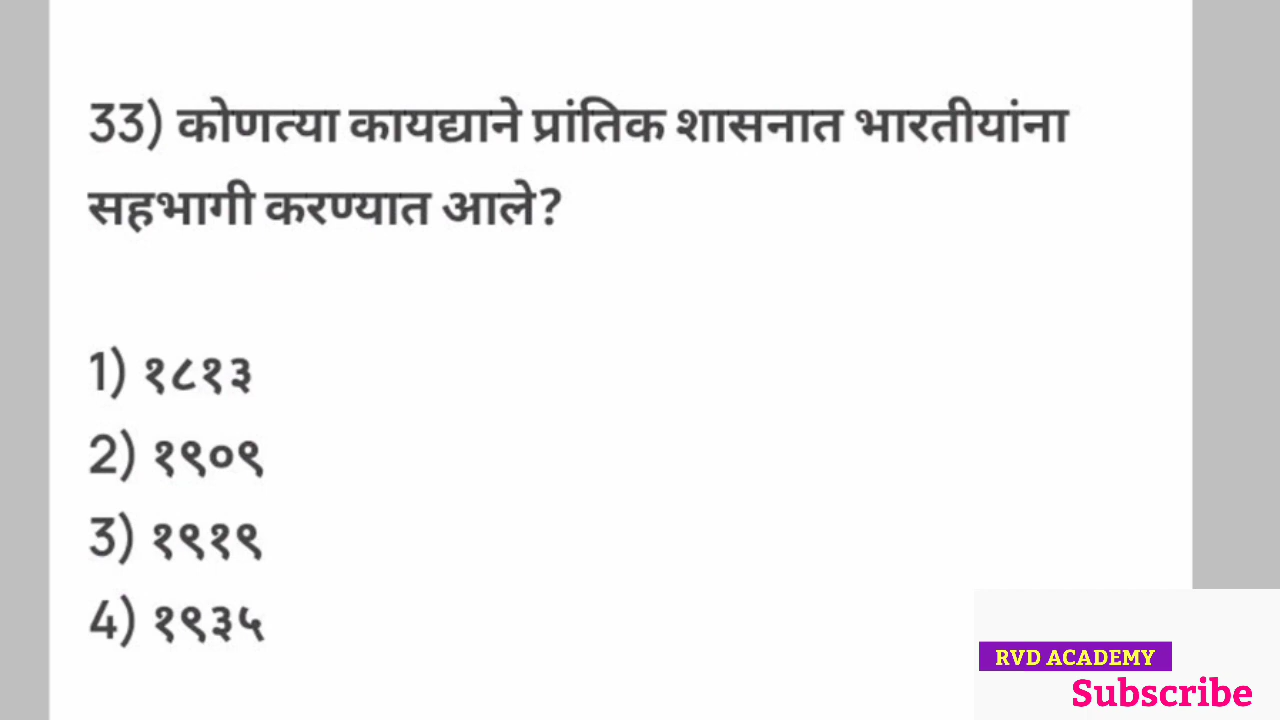 33) कोणत्या कायद्याने प्रांतिक शासनात भारतीयांना
सहभागी करण्यात आले?
1) १८१३
2) १९०९
3) १९१९
4) १९३५
RVD ACADEMY
Subscribe